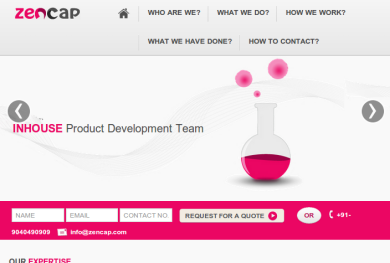 zencap
WHO ARE WE? WHAT WE DO? HOW WE WORK?
WHAT WE HAVE DONE? HOW TO CONTACT?
INHOUSE Product Development Team
NAME EMAIL CONTACT NO REQUEST FOR A QUOTE OR +91-
9040490909 info@zencap.com
OUR EXPERTISE